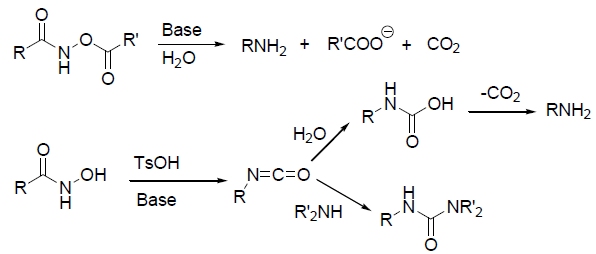 O
R N H O O R'
Base
H₂O
RNH₂ + R'COO⊖ + CO₂
R H N O OH
-CO₂
RNH₂
H₂O
O
R N H OH
TsOH
Base
R N=C=O
R'₂NH
R H N O NR'₂